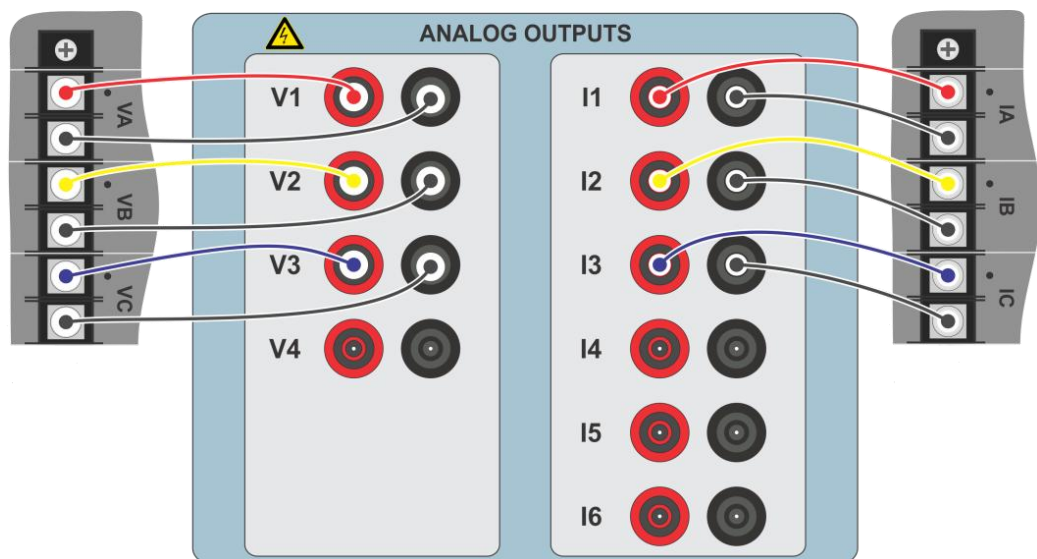 ANALOG OUTPUTS
VA
VB
VC
V1
V2
V3
V4
I1
I2
I3
I4
I5
I6
IA
IB
IC